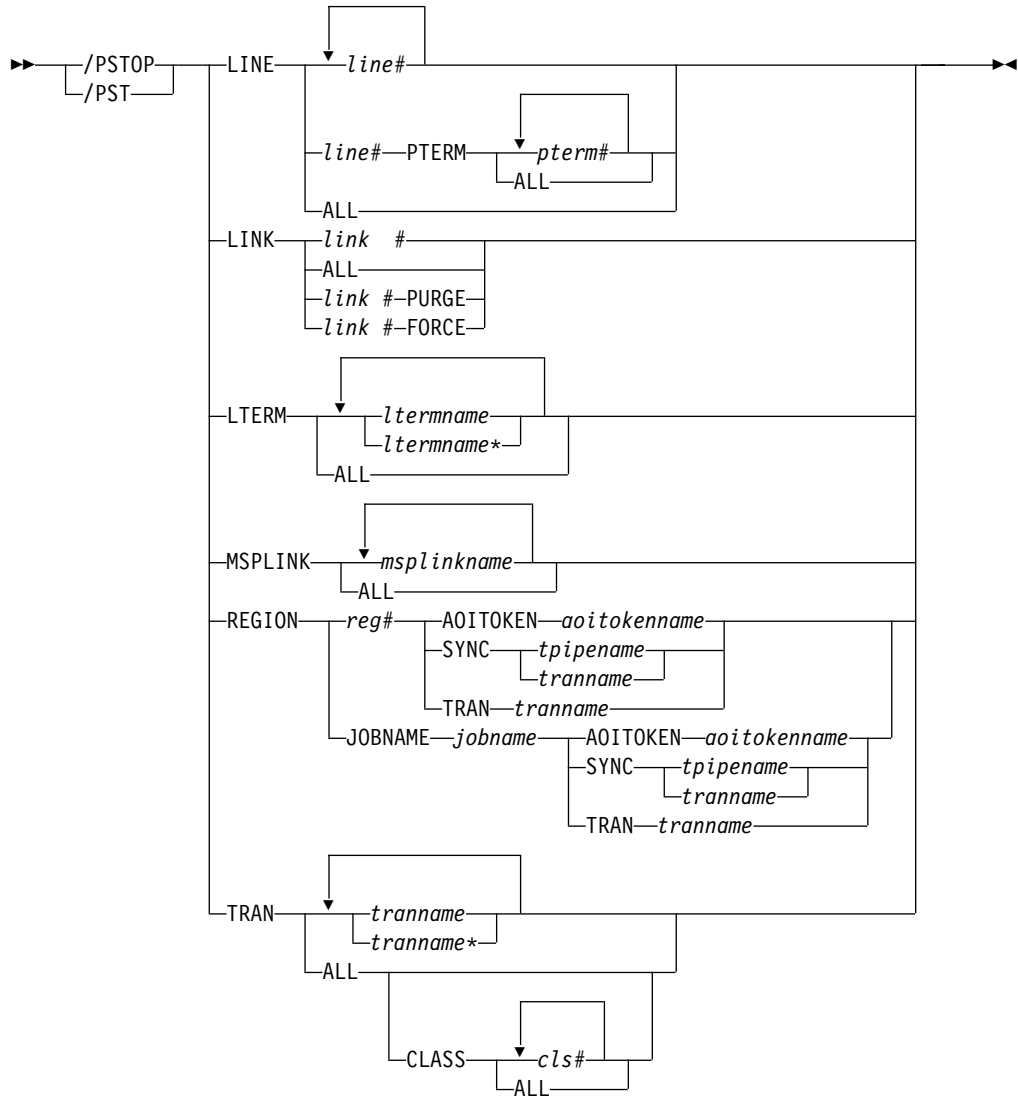 /PSTOP LINE line#
/PST
line# PTERM pterm#
ALL
ALL
LINK link #
ALL
link # PURGE
link # FORCE
LTERM ltermname
ltermname*
ALL
MSPLINK msplinkname
ALL
REGION reg# AOITOKEN aoitokenname
SYNC tpipename
tranname
TRAN tranname
JOBNAME jobname AOITOKEN aoitokenname
SYNC tpipename
tranname
TRAN tranname
TRAN tranname
tranname*
ALL
CLASS cls#
ALL